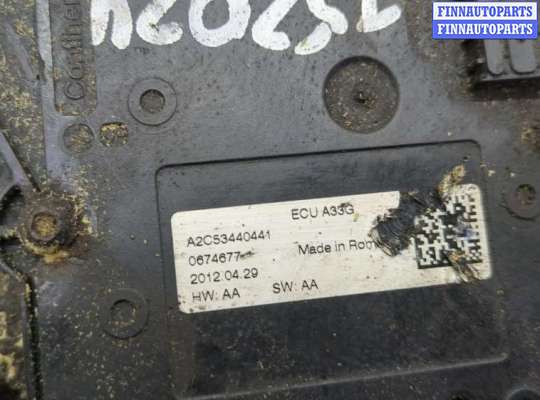 FINNAUTOPARTS
FINNAUTOPARTS
ECU A33G
A2C53440441
0674677
Made in Rom
2012.04.29
HW: AA SW: AA